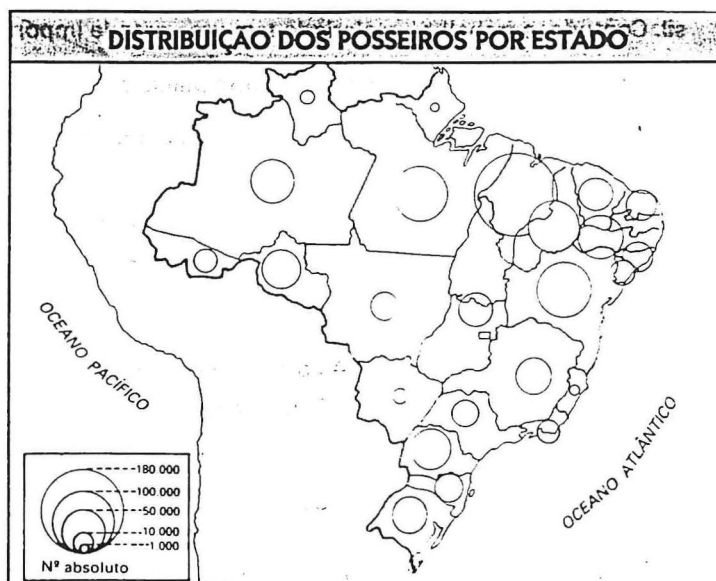 DISTRIBUIÇÃO DOS POSSEIROS POR ESTADO
OCEANO PACÍFICO
OCEANO ATLÂNTICO
180 000
100 000
50 000
10 000
1 000
Nº absoluto